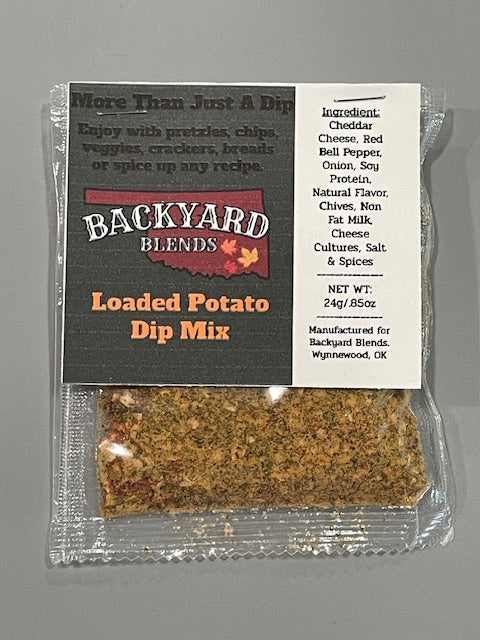 More Than Just A Dip
Enjoy with pretzles, chips,
veggies, crackers, breads
or spice up any recipe.
BACKYARD
BLENDS
Loaded Potato
Dip Mix
Ingredient:
Cheddar
Cheese, Red
Bell Pepper,
Onion, Soy
Protein,
Natural Flavor,
Chives, Non
Fat Milk,
Cheese
Cultures, Salt
& Spices
NET WT:
24g/.85oz
Manufactured for
Backyard Blends.
Wynnewood, OK